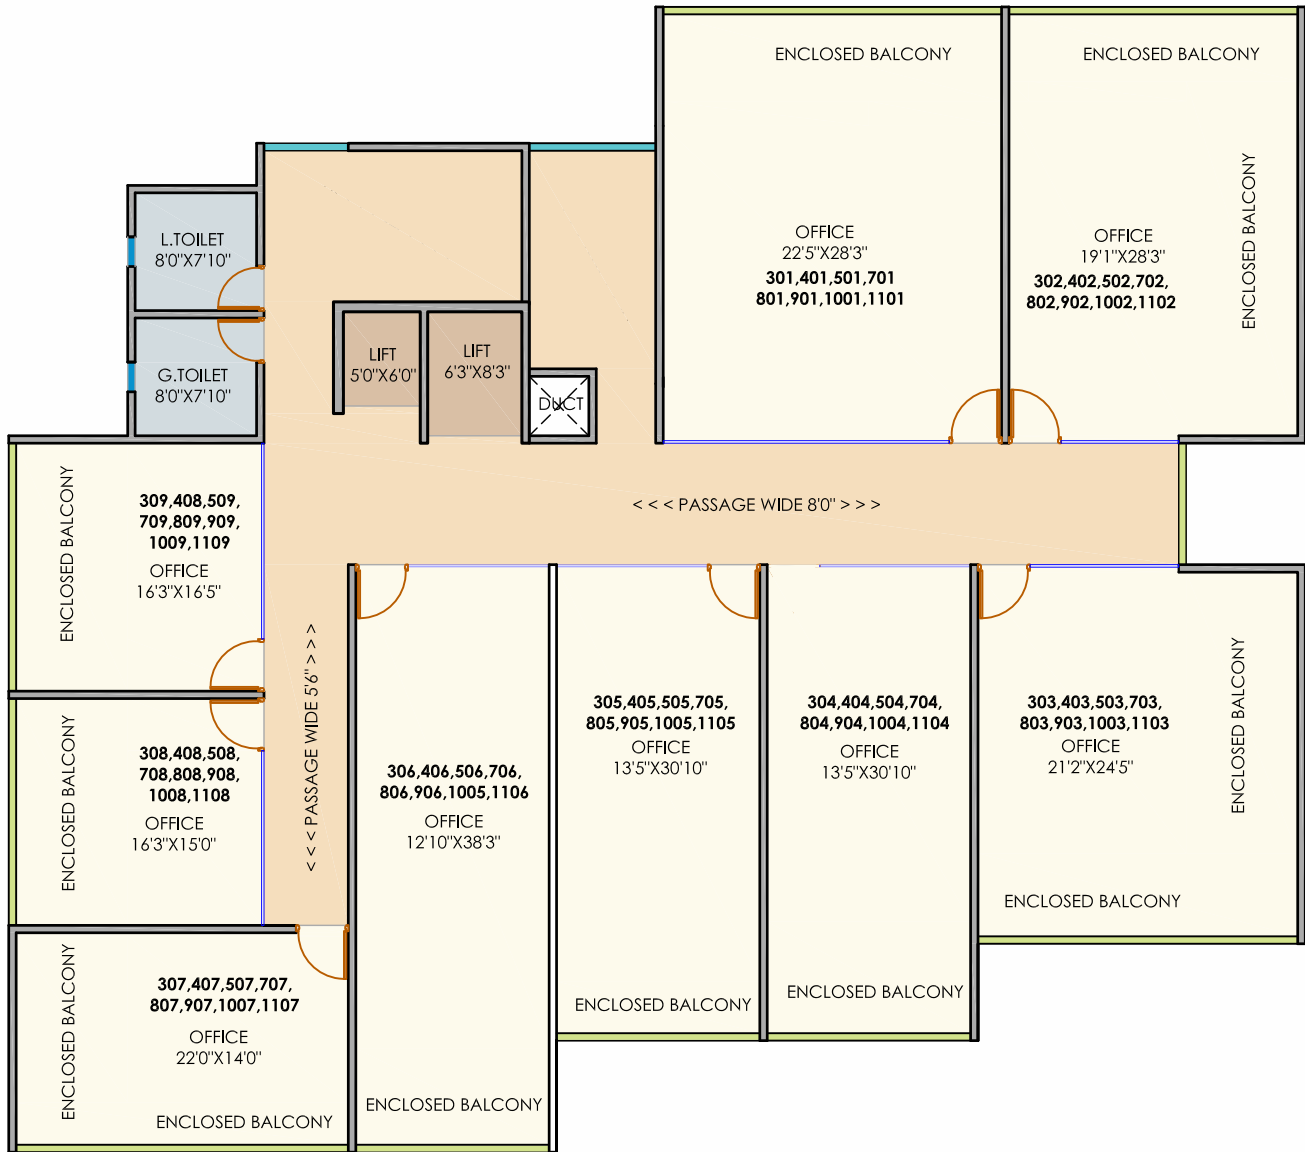 ENCLOSED BALCONY
ENCLOSED BALCONY
ENCLOSED BALCONY
OFFICE
22'5"X28'3"
301,401,501,701
801,901,1001,1101
OFFICE
19'1"X28'3"
302,402,502,702,
802,902,1002,1102
L.TOILET
8'0"X7'10"
G.TOILET
8'0"X7'10"
LIFT
5'0"X6'0"
LIFT
6'3"X8'3"
DUCT
< < < PASSAGE WIDE 8'0" > > >
ENCLOSED BALCONY
309,408,509,
709,809,909,
1009,1109
OFFICE
16'3"X16'5"
< < < PASSAGE WIDE 5'6" > > >
ENCLOSED BALCONY
308,408,508,
708,808,908,
1008,1108
OFFICE
16'3"X15'0"
306,406,506,706,
806,906,1005,1106
OFFICE
12'10"X38'3"
ENCLOSED BALCONY
305,405,505,705,
805,905,1005,1105
OFFICE
13'5"X30'10"
ENCLOSED BALCONY
304,404,504,704,
804,904,1004,1104
OFFICE
13'5"X30'10"
ENCLOSED BALCONY
303,403,503,703,
803,903,1003,1103
OFFICE
21'2"X24'5"
ENCLOSED BALCONY
ENCLOSED BALCONY
ENCLOSED BALCONY
307,407,507,707,
807,907,1007,1107
OFFICE
22'0"X14'0"
ENCLOSED BALCONY